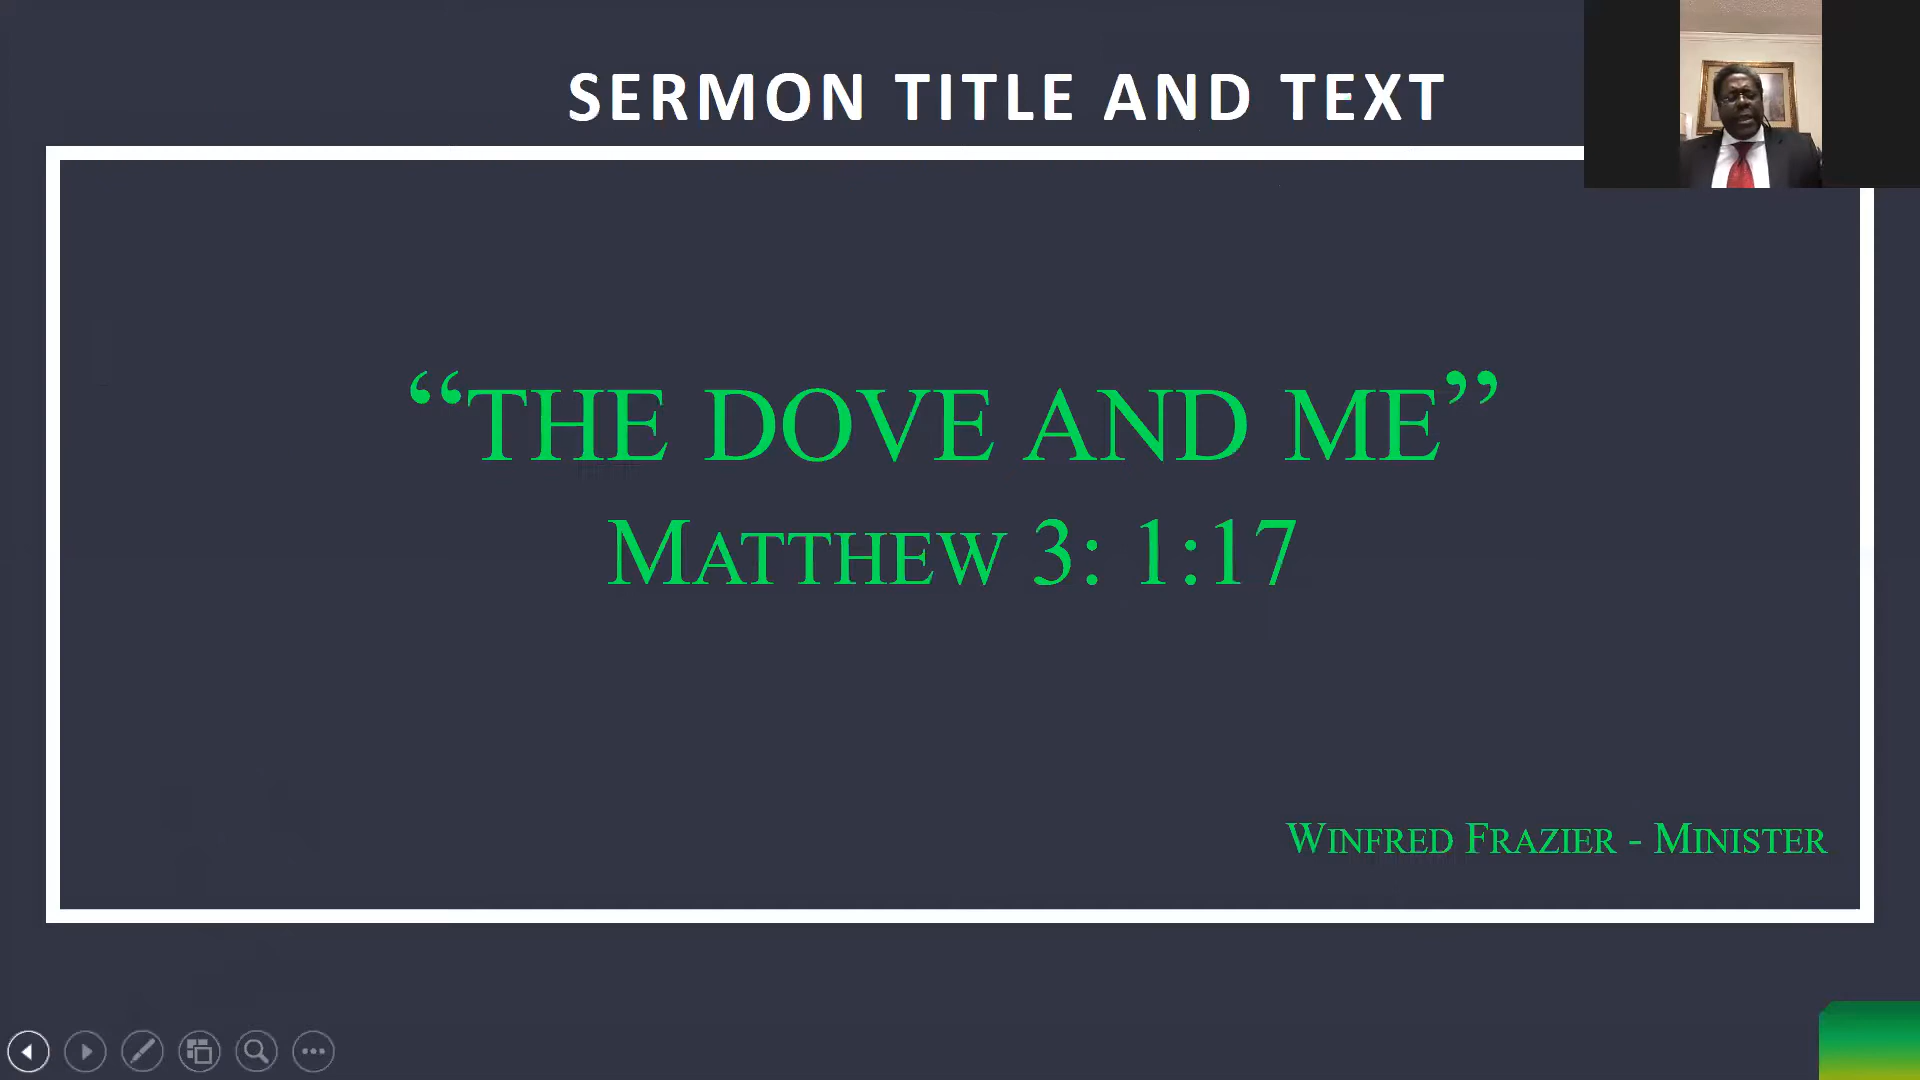 SERMON TITLE AND TEXT
“THE DOVE AND ME”
MATTHEW 3: 1:17
WINFRED FRAZIER - MINISTER